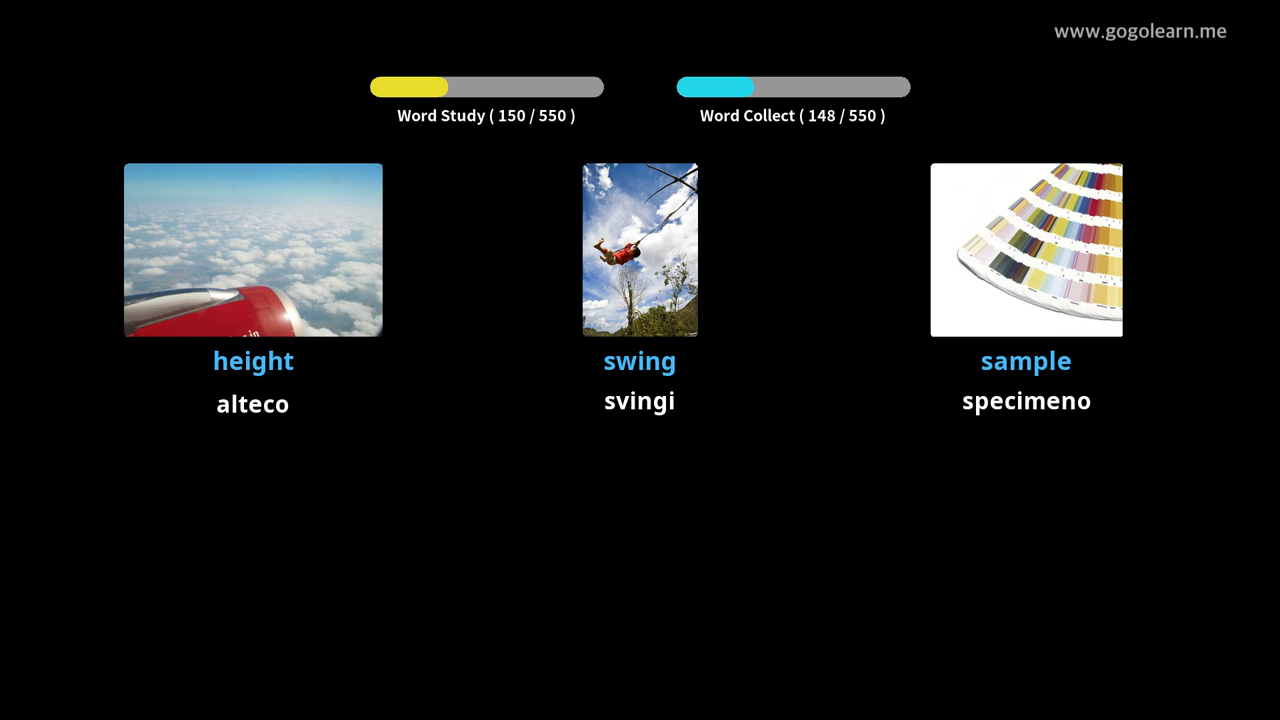 www.gogolearn.me
Word Study ( 150 / 550 )
Word Collect ( 148 / 550 )
height
swing
sample
alteco
svingi
specimeno